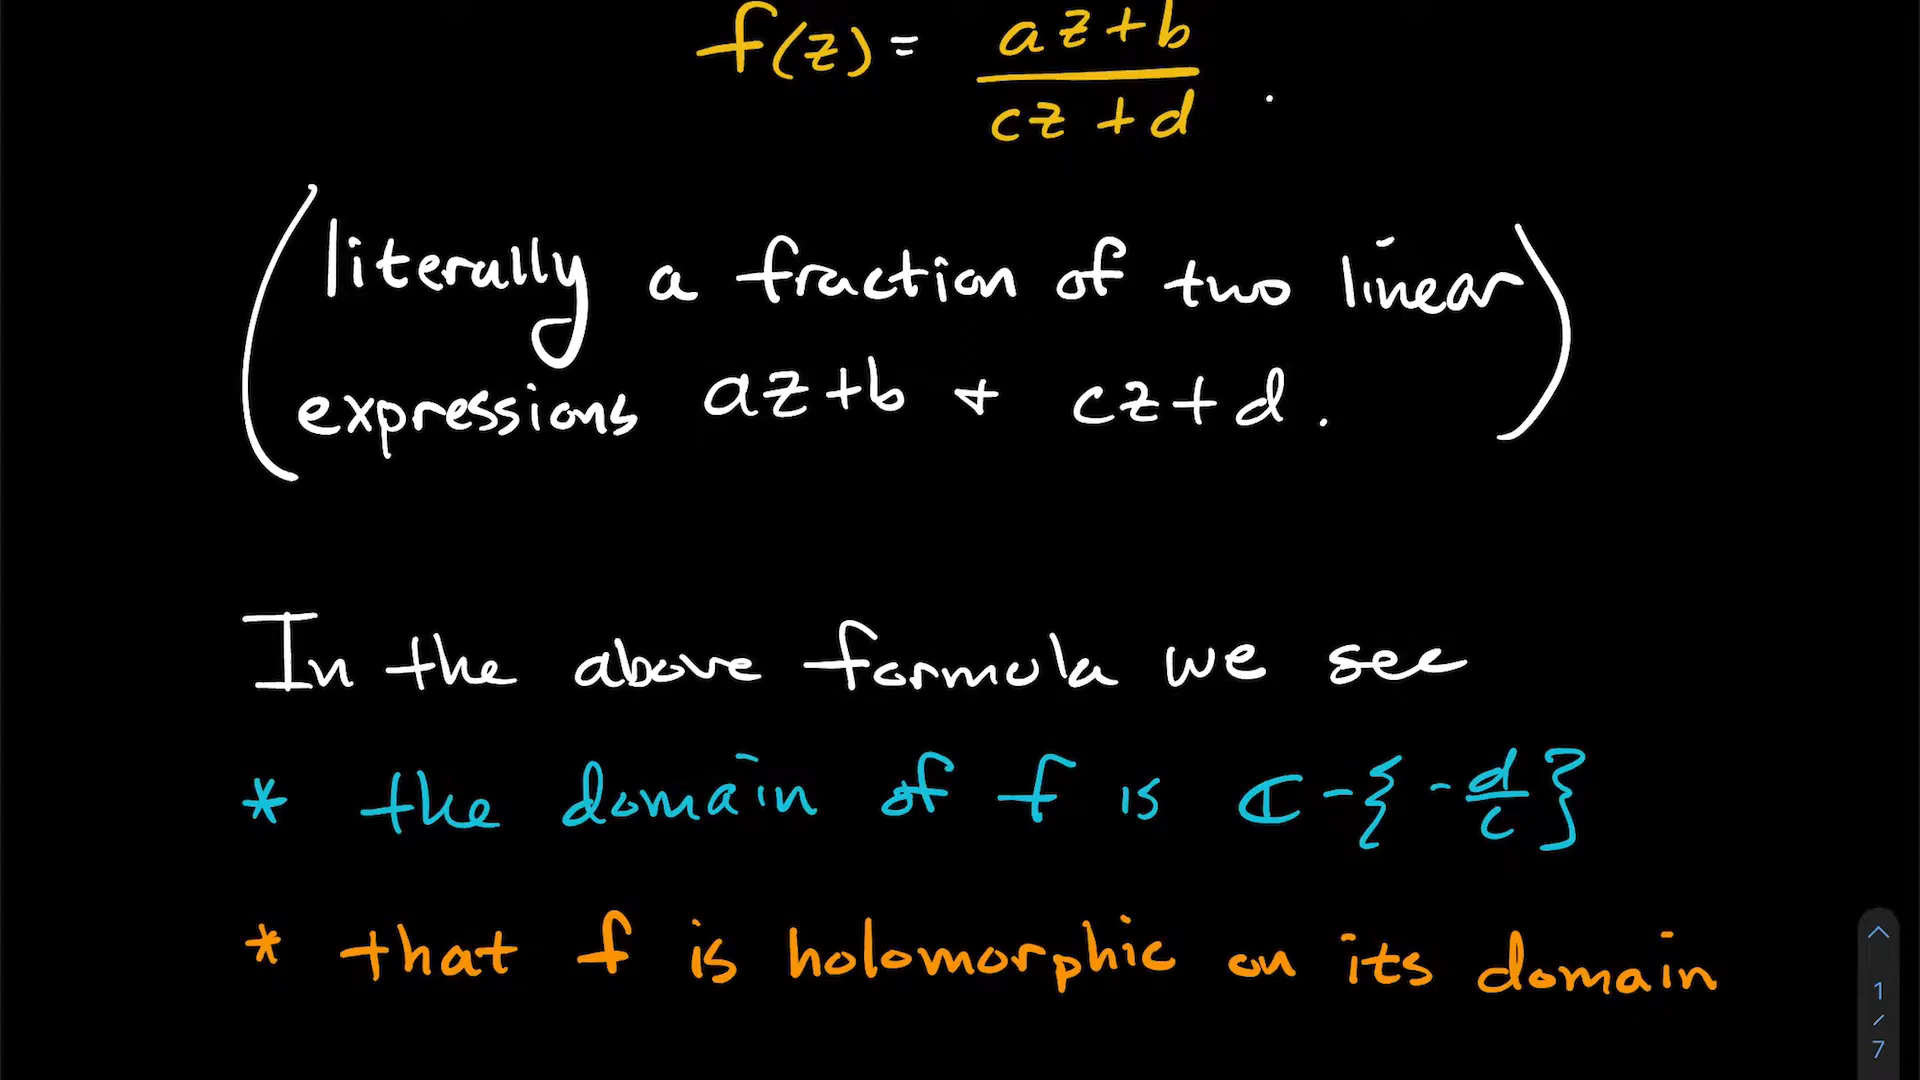 f(z) = az+b / cz+d .
(literally a fraction of two linear
expressions az+b & cz+d.)
In the above formula we see
* the domain of f is ℂ-{-d/c}
* that f is holomorphic on its domain
1
/
7